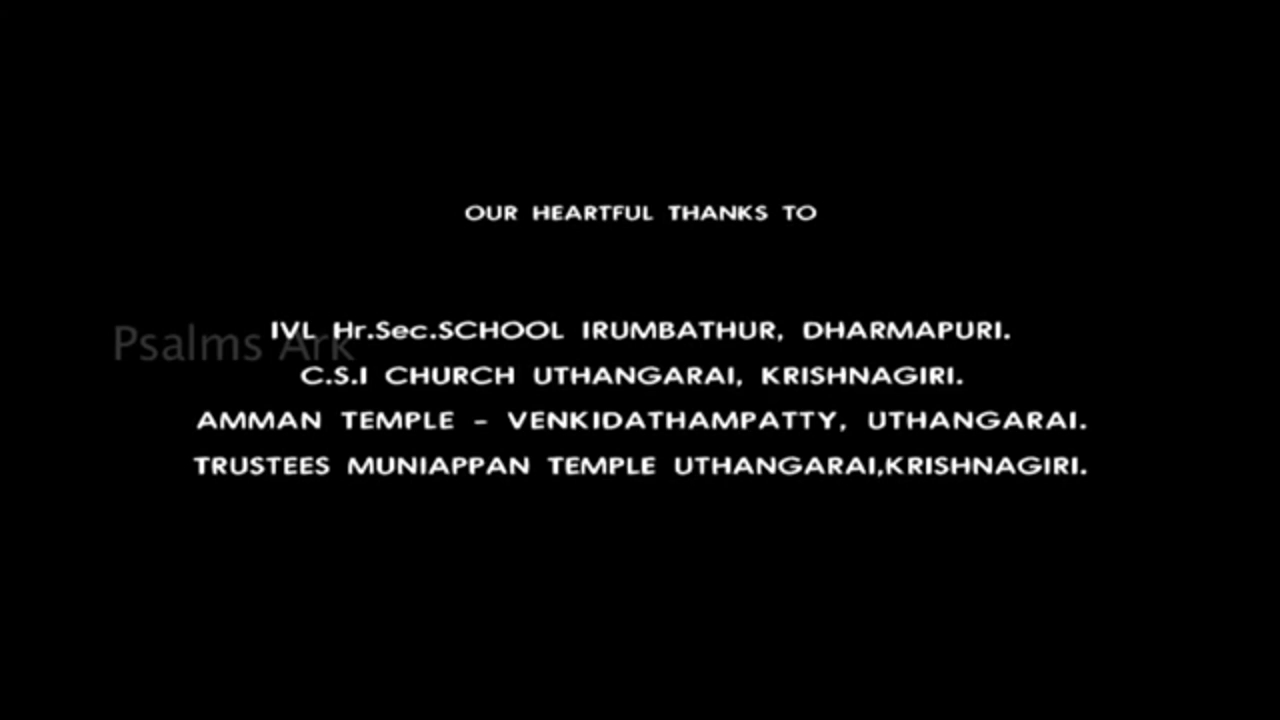 OUR HEARTFUL THANKS TO
IVL Hr.Sec.SCHOOL IRUMBATHUR, DHARMAPURI.
Psalms Ark
C.S.I CHURCH UTHANGARAI, KRISHNAGIRI.
AMMAN TEMPLE - VENKIDATHAMPATTY, UTHANGARAI.
TRUSTEES MUNIAPPAN TEMPLE UTHANGARAI,KRISHNAGIRI.